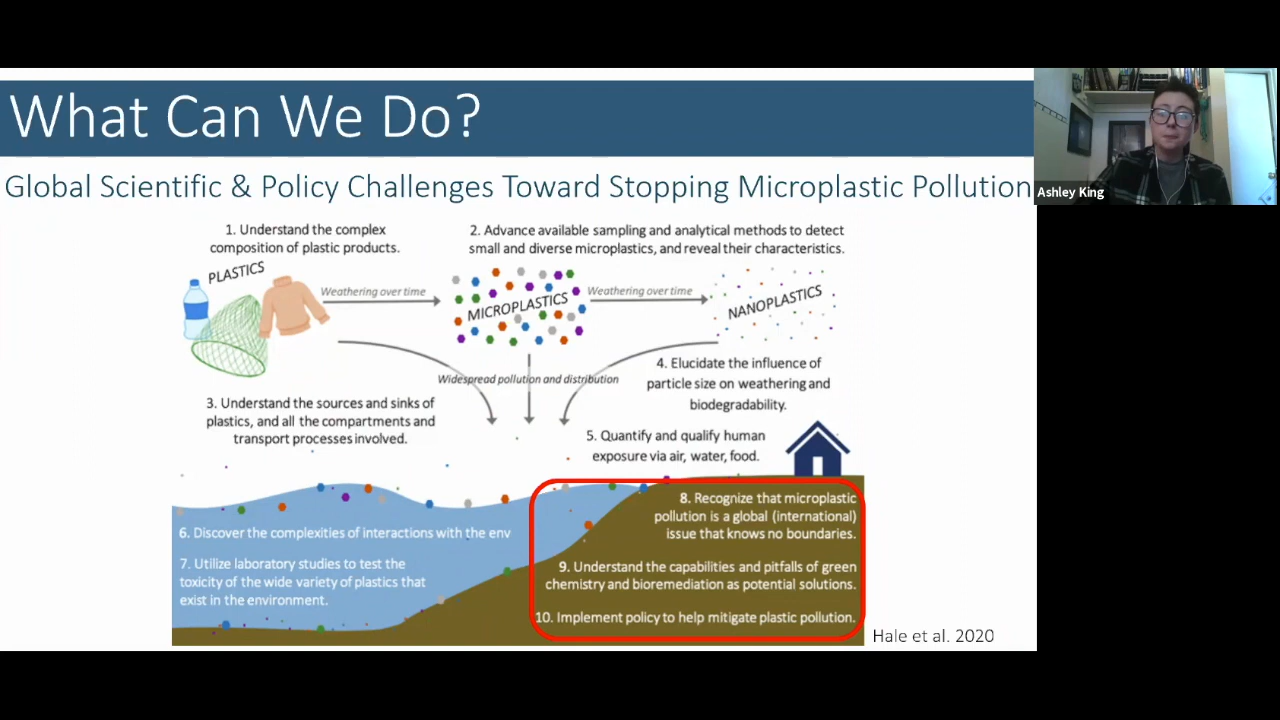 What Can We Do?
Global Scientific & Policy Challenges Toward Stopping Microplastic Pollution
Ashley King
1. Understand the complex
composition of plastic products.
2. Advance available sampling and analytical methods to detect
small and diverse microplastics, and reveal their characteristics.
PLASTICS
Weathering over time
MICROPLASTICS
Weathering over time
NANOPLASTICS
Widespread pollution and distribution
4. Elucidate the influence of
particle size on weathering and
biodegradability.
3. Understand the sources and sinks of
plastics, and all the compartments and
transport processes involved.
5. Quantify and qualify human
exposure via air, water, food.
6. Discover the complexities of interactions with the env
7. Utilize laboratory studies to test the
toxicity of the wide variety of plastics that
exist in the environment.
8. Recognize that microplastic
pollution is a global (international)
issue that knows no boundaries.
9. Understand the capabilities and pitfalls of green
chemistry and bioremediation as potential solutions.
10. Implement policy to help mitigate plastic pollution.
Hale et al. 2020